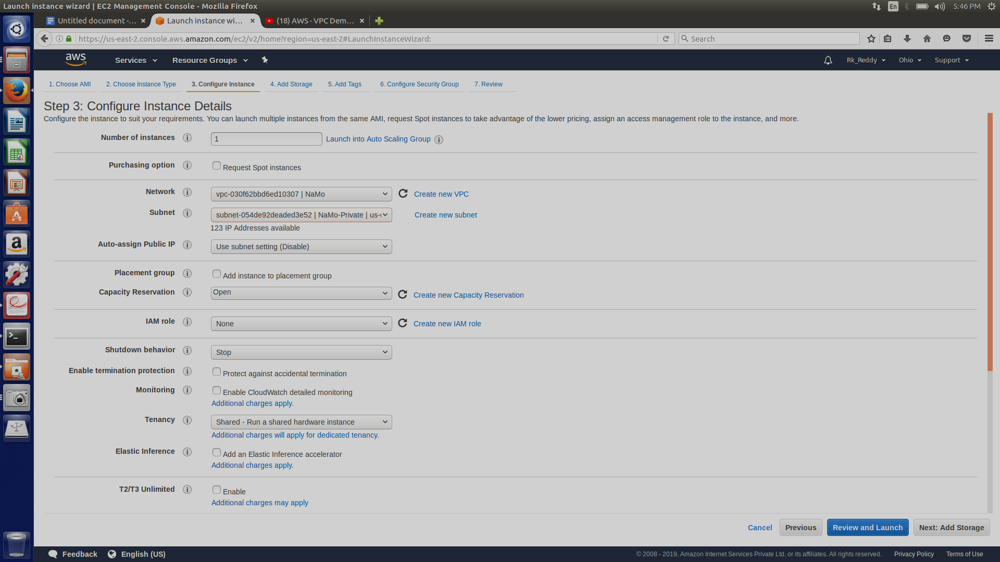 Launch instance wizard | EC2 Management Console - Mozilla Firefox
En
5:46 PM
Untitled document -...
Launch instance wi...
(18) AWS - VPC Dem...
https://us-east-2.console.aws.amazon.com/ec2/v2/home?region=us-east-2#LaunchInstanceWizard:
Search
aws
Services
Resource Groups
Rk_Reddy
Ohio
Support
1. Choose AMI
2. Choose Instance Type
3. Configure Instance
4. Add Storage
5. Add Tags
6. Configure Security Group
7. Review
Step 3: Configure Instance Details
Configure the instance to suit your requirements. You can launch multiple instances from the same AMI, request Spot instances to take advantage of the lower pricing, assign an access management role to the instance, and more.
Number of instances
1
Launch into Auto Scaling Group
Purchasing option
Request Spot instances
Network
vpc-030f62bbd6ed10307 | NaMo
Create new VPC
Subnet
subnet-054de92deaded3e52 | NaMo-Private | us-
Create new subnet
123 IP Addresses available
Auto-assign Public IP
Use subnet setting (Disable)
Placement group
Add instance to placement group
Capacity Reservation
Open
Create new Capacity Reservation
IAM role
None
Create new IAM role
Shutdown behavior
Stop
Enable termination protection
Protect against accidental termination
Monitoring
Enable CloudWatch detailed monitoring
Additional charges apply.
Tenancy
Shared - Run a shared hardware instance
Additional charges will apply for dedicated tenancy.
Elastic Inference
Add an Elastic Inference accelerator
Additional charges apply.
T2/T3 Unlimited
Enable
Additional charges may apply
Cancel
Previous
Review and Launch
Next: Add Storage
Feedback
English (US)
© 2008 - 2019, Amazon Internet Services Private Ltd. or its affiliates. All rights reserved.
Privacy Policy
Terms of Use